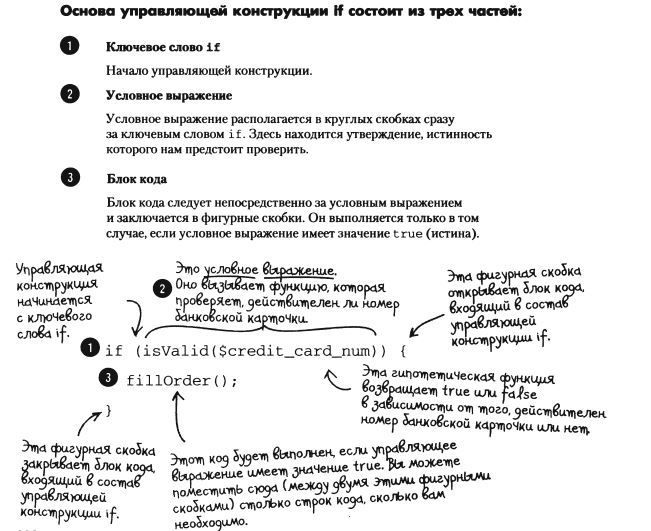 Основа управляющей конструкции if состоит из трех частей:
1 Ключевое слово if
Начало управляющей конструкции.
2 Условное выражение
Условное выражение располагается в круглых скобках сразу
за ключевым словом if. Здесь находится утверждение, истинность
которого нам предстоит проверить.
3 Блок кода
Блок кода следует непосредственно за условным выражением
и заключается в фигурные скобки. Он выполняется только в том
случае, если условное выражение имеет значение true (истина).
Управляющая
конструкция
начинается
с ключевого
слова if.
2 Это условное выражение.
Оно вызывает функцию, которая
проверяет, действителен ли номер
банковской карточки.
Эта фигурная скобка
открывает блок кода,
входящий в состав
управляющей
конструкции if.
1 if (isValid($credit_card_num)) {
3 fillOrder();
}
Эта гипотетическая функция
возвращает true или false
в зависимости от того, действителен
номер банковской карточки или нет.
Эта фигурная скобка
закрывает блок кода,
входящий в состав
управляющей
конструкции if.
Этот код будет выполнен, если управляющее
выражение имеет значение true. Вы можете
поместить сюда (между двумя этими фигурными
скобками) столько строк кода, сколько вам
необходимо.